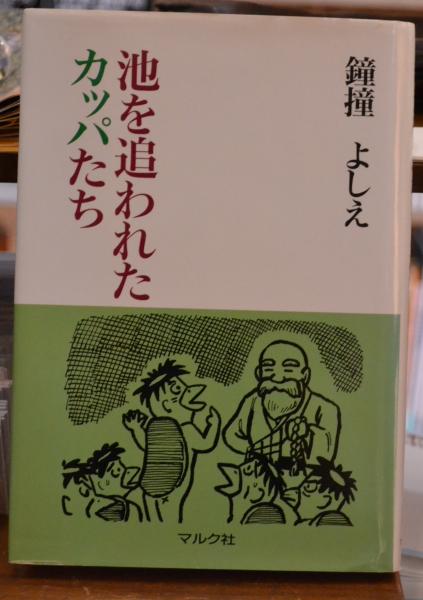 鐘撞 よしえ
池を追われた
カッパたち
マルク社